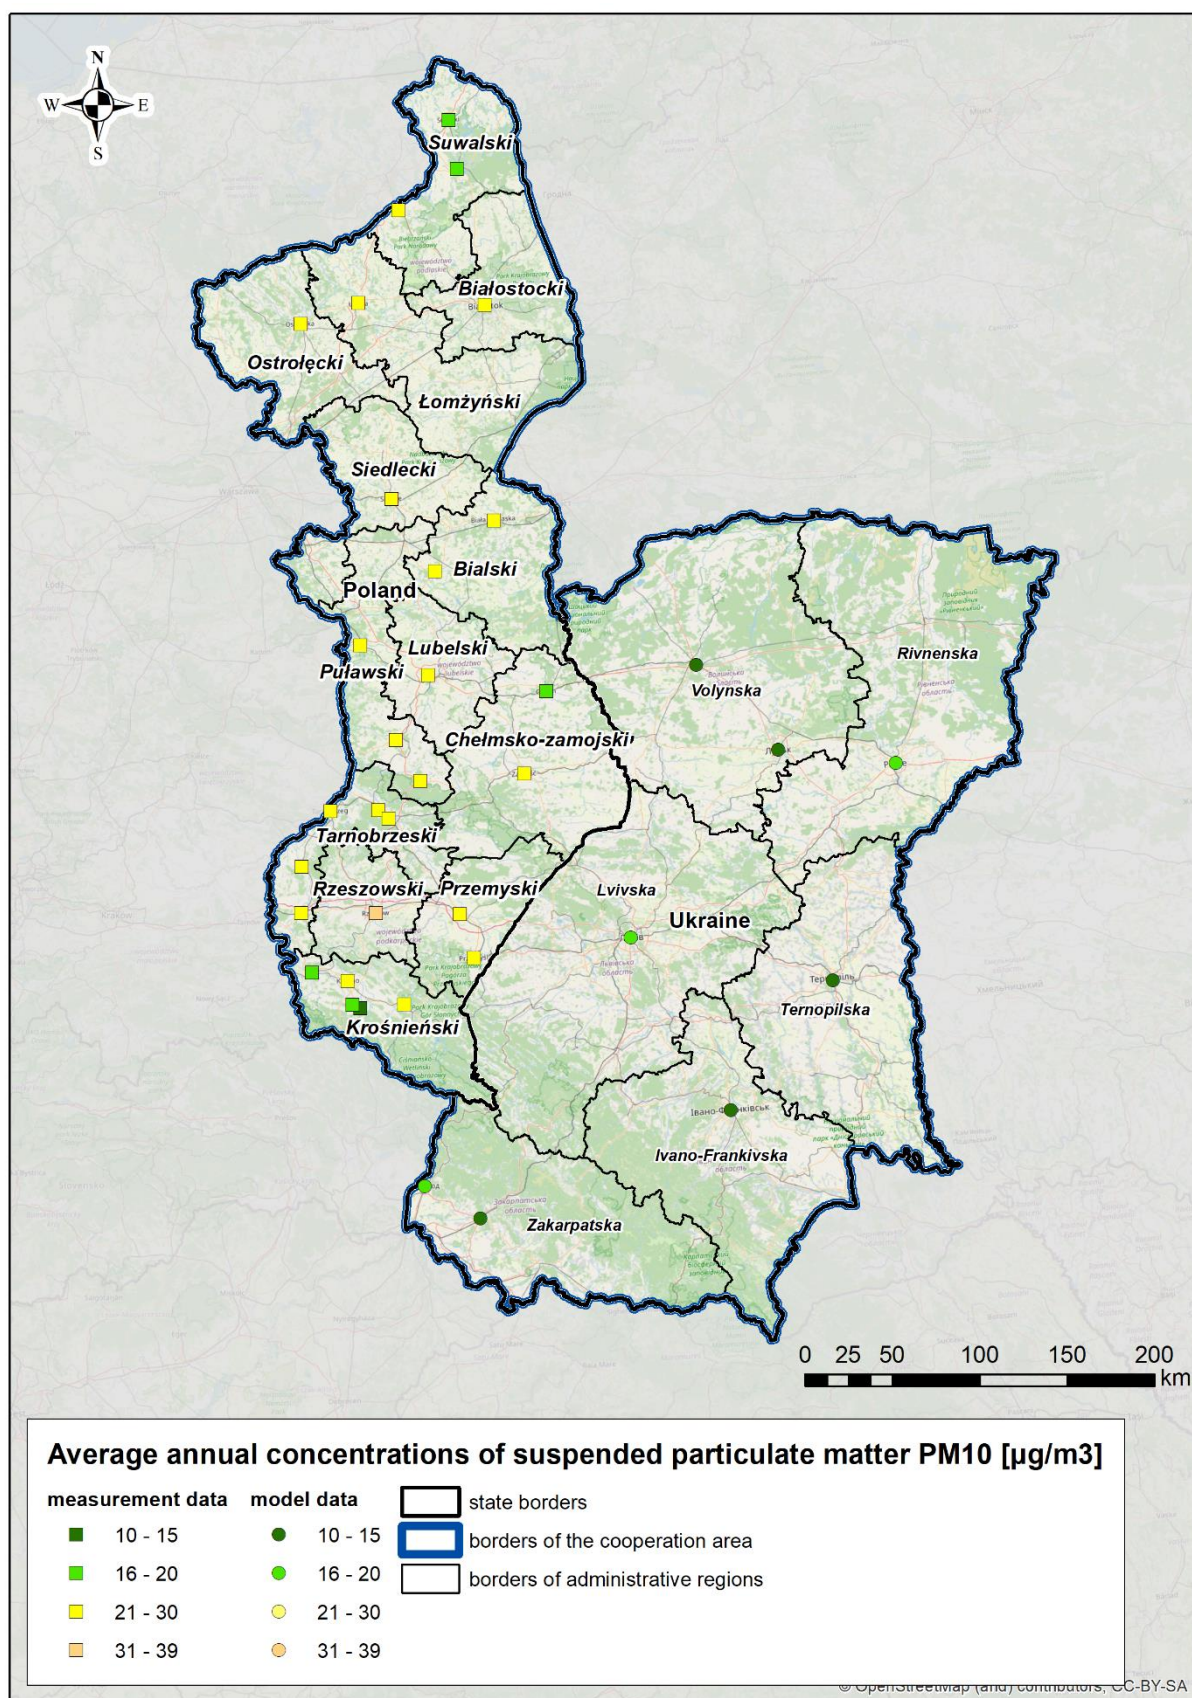 N
W E
S
Suwalski
Białostocki
Ostrołęcki
Łomżyński
Siedlecki
Bialski
Poland
Lubelski
Puławski
Rivnenska
Volynska
Chełmsko-zamojski
Tarnobrzeski
Rzeszowski
Przemyski
Lvivska
Ukraine
Ternopilska
Krośnieński
Івано-Франківськ
Ivano-Frankivska
Zakarpatska
0 25 50 100 150 200
km
Average annual concentrations of suspended particulate matter PM10 [µg/m3]
measurement data model data
10 - 15 10 - 15
16 - 20 16 - 20
21 - 30 21 - 30
31 - 39 31 - 39
state borders
borders of the cooperation area
borders of administrative regions
© OpenStreetMap (and) contributors, CC-BY-SA